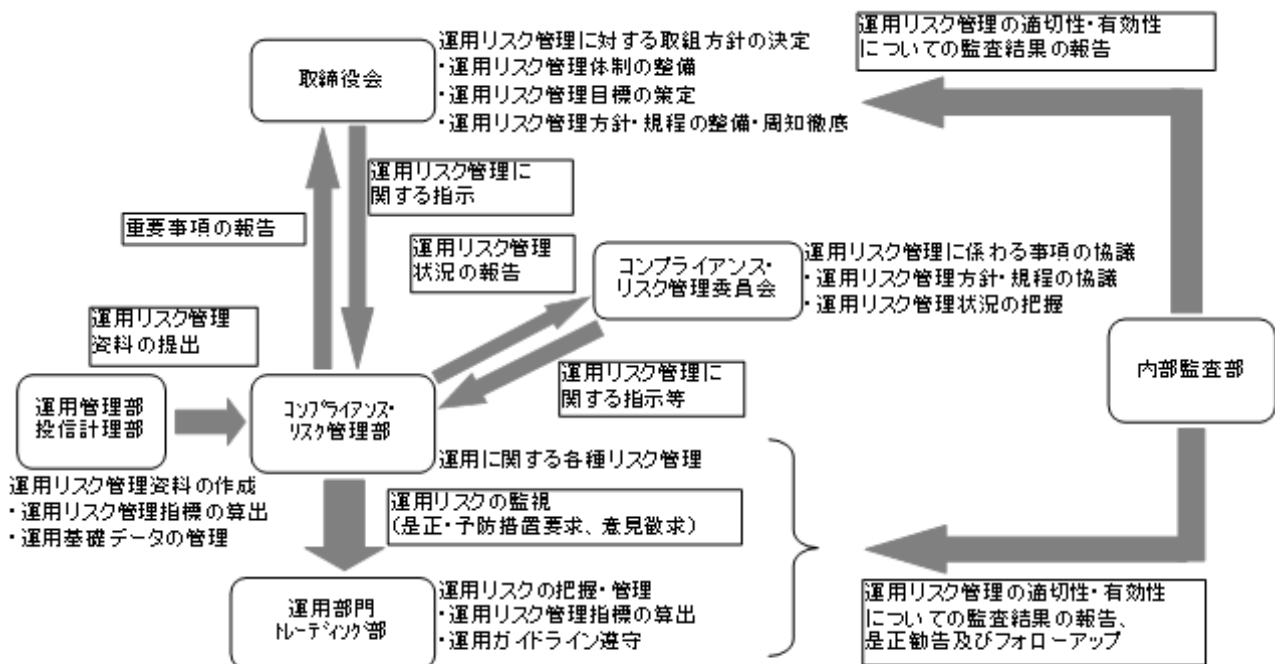 取締役会
運用リスク管理に対する取組方針の決定
・運用リスク管理体制の整備
・運用リスク管理目標の策定
・運用リスク管理方針・規程の整備・周知徹底
運用リスク管理の適切性・有効性
についての監査結果の報告
運用リスク管理に
関する指示
重要事項の報告
運用リスク管理
状況の報告
コンプライアンス・
リスク管理委員会
運用リスク管理に係わる事項の協議
・運用リスク管理方針・規程の協議
・運用リスク管理状況の把握
運用リスク管理
資料の提出
運用リスク管理に
関する指示等
内部監査部
運用管理部
投信計理部
ｺﾝﾌﾟﾗｲｱﾝｽ・
ﾘｽｸ管理部
運用に関する各種リスク管理
運用リスク管理資料の作成
・運用リスク管理指標の算出
・運用基礎データの管理
運用リスクの監視
(是正・予防措置要求、意見徴求)
運用部門
ﾄﾚｰﾃﾞｨﾝｸﾞ部
運用リスクの把握・管理
・運用リスク管理指標の算出
・運用ガイドライン遵守
運用リスク管理の適切性・有効性
についての監査結果の報告、
是正勧告及びフォローアップ